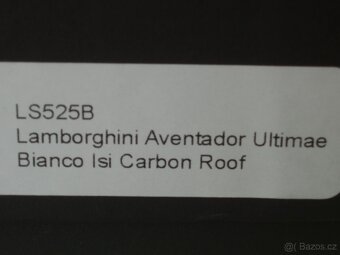 LS525B
Lamborghini Aventador Ultimae
Bianco Isi Carbon Roof
Bazos.cz